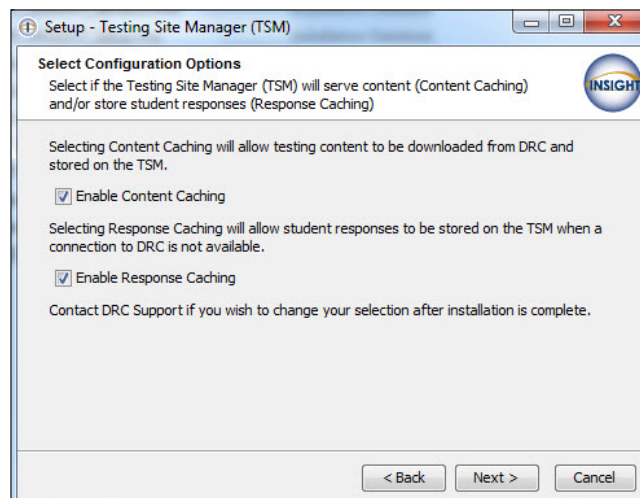 Setup - Testing Site Manager (TSM)
Select Configuration Options
Select if the Testing Site Manager (TSM) will serve content (Content Caching)
and/or store student responses (Response Caching)
INSIGHT
Selecting Content Caching will allow testing content to be downloaded from DRC and
stored on the TSM.
Enable Content Caching
Selecting Response Caching will allow student responses to be stored on the TSM when a
connection to DRC is not available.
Enable Response Caching
Contact DRC Support if you wish to change your selection after installation is complete.
< Back
Next >
Cancel